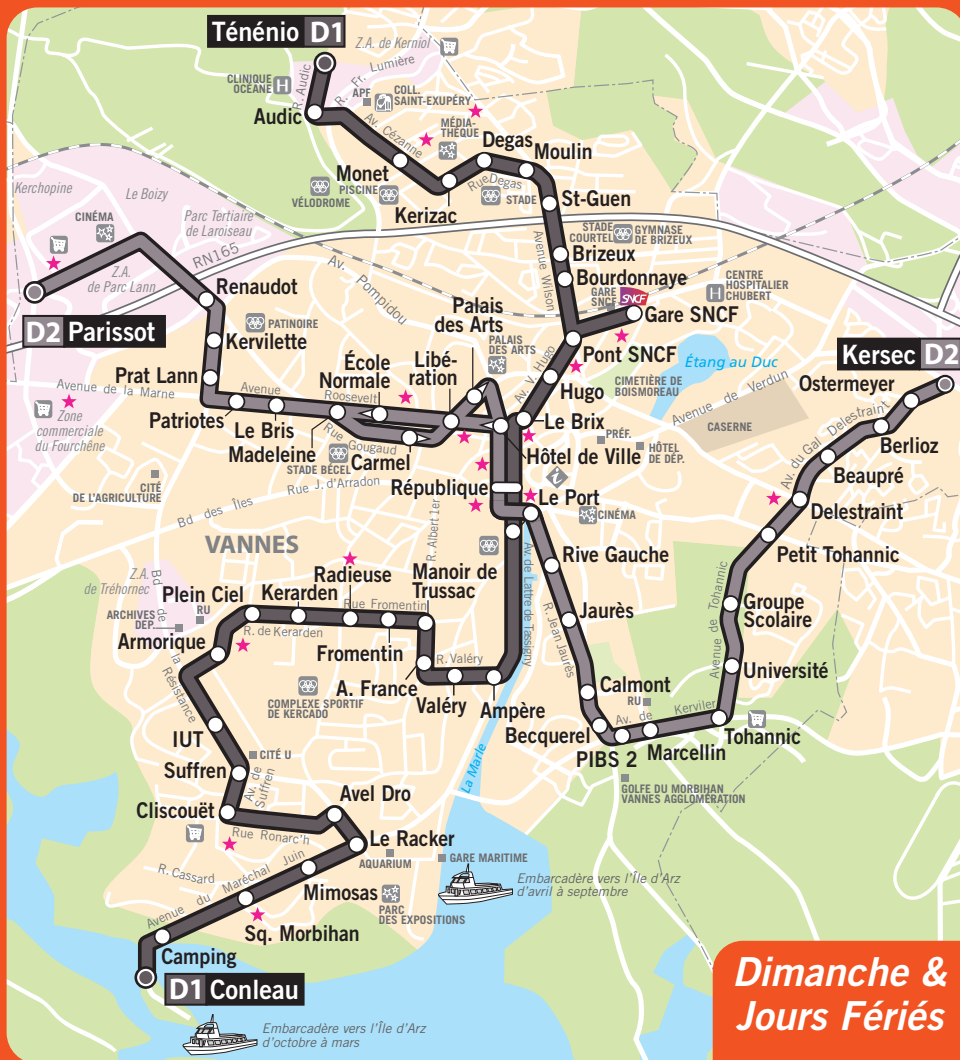 Ténénio D1
Z.A. de Kerniol
CLINIQUE
OCÉANE H
R. Audic
R. Fr. Lumière
APF
COLL.
SAINT-EXUPÉRY
Audic
Av. Cézanne
MÉDIA-
THÈQUE
Degas
Moulin
Monet
PISCINE
VÉLODROME
Rue Degas
STADE
Kerizac
St-Guen
Kerchopine
Le Boizy
CINÉMA
Parc Tertiaire
de Laroiseau
RN165
Z.A.
de Parc Lann
Av. Pompidou
Avenue Wilson
STADE
COURTEL
GYMNASE
DE BRIZEUX
Brizeux
Bourdonnaye
GARE
SNCF
SNCF
Gare SNCF
H
CENTRE
HOSPITALIER
CHUBERT
Renaudot
D2 Parissot
PATINOIRE
Kervilette
Palais
des Arts
PALAIS
DES ARTS
Pont SNCF
Étang au Duc
Kersec D2
Prat Lann
École
Normale
Libé-
ration
Av. V. Hugo
Hugo
CIMETIÈRE DE
BOISMOREAU
Avenue de Verdun
Ostermeyer
Avenue de la Marne
Avenue Roosevelt
Zone
commerciale
du Fourchêne
Patriotes
Le Bris
Madeleine
Rue Gougaud
STADE BÉCEL
Carmel
Le Brix
Hôtel de Ville
PRÉF.
HÔTEL
DE DÉP.
CASERNE
Av. du Gal Delestraint
Berlioz
Beaupré
CITÉ
DE L'AGRICULTURE
Rue J. d'Arradon
Bd des Îles
République
i
Le Port
CINÉMA
Delestraint
R. Albert 1er
VANNES
Petit Tohannic
Rive Gauche
Z.A.
de Tréhornec
Radieuse
Manoir de
Trussac
Av. de Lattre de Tassigny
Bd de la Résistance
RU
Plein Ciel
Kerarden
Rue Fromentin
ARCHIVES
DEP.
Armorique
R. de Kerarden
Fromentin
R. Jean Jaurès
Jaurès
Avenue de Tohannic
Groupe
Scolaire
R. Valéry
A. France
Valéry
Ampère
COMPLEXE SPORTIF
DE KERCADO
Université
Calmont
RU
Av. de Kerviler
Becquerel
PIBS 2
Marcellin
Tohannic
IUT
CITÉ U
Suffren
Av. de Suffren
La Marle
GOLFE DU MORBIHAN
VANNES AGGLOMÉRATION
Cliscouët
Avel Dro
Rue Ronarc'h
Le Racker
AQUARIUM
GARE MARITIME
R. Cassard
Avenue du Maréchal Juin
Mimosas
PARC
DES EXPOSITIONS
Embarcadère vers l'Île d'Arz
d'avril à septembre
Sq. Morbihan
Camping
D1 Conleau
Embarcadère vers l'Île d'Arz
d'octobre à mars
Dimanche &
Jours Fériés